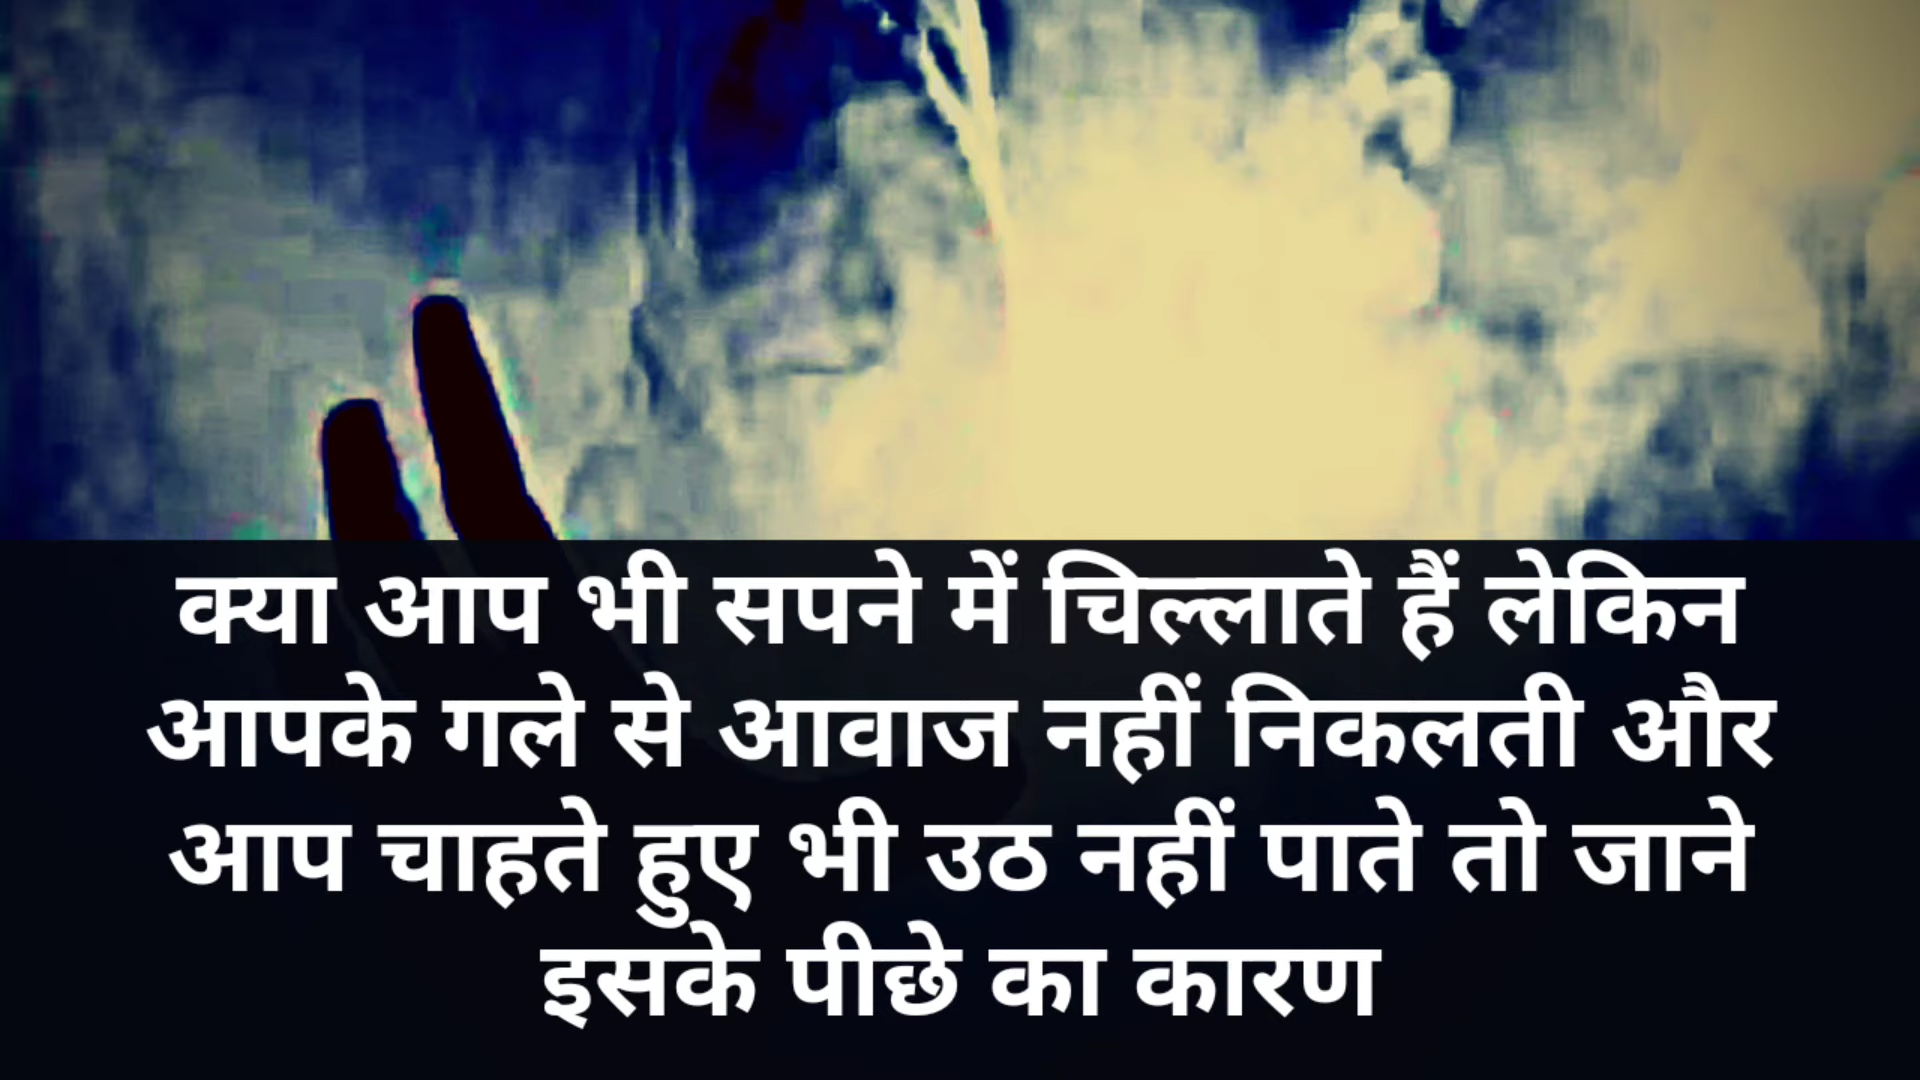 क्या आप भी सपने में चिल्लाते हैं लेकिन
आपके गले से आवाज नहीं निकलती और
आप चाहते हुए भी उठ नहीं पाते तो जाने
इसके पीछे का कारण